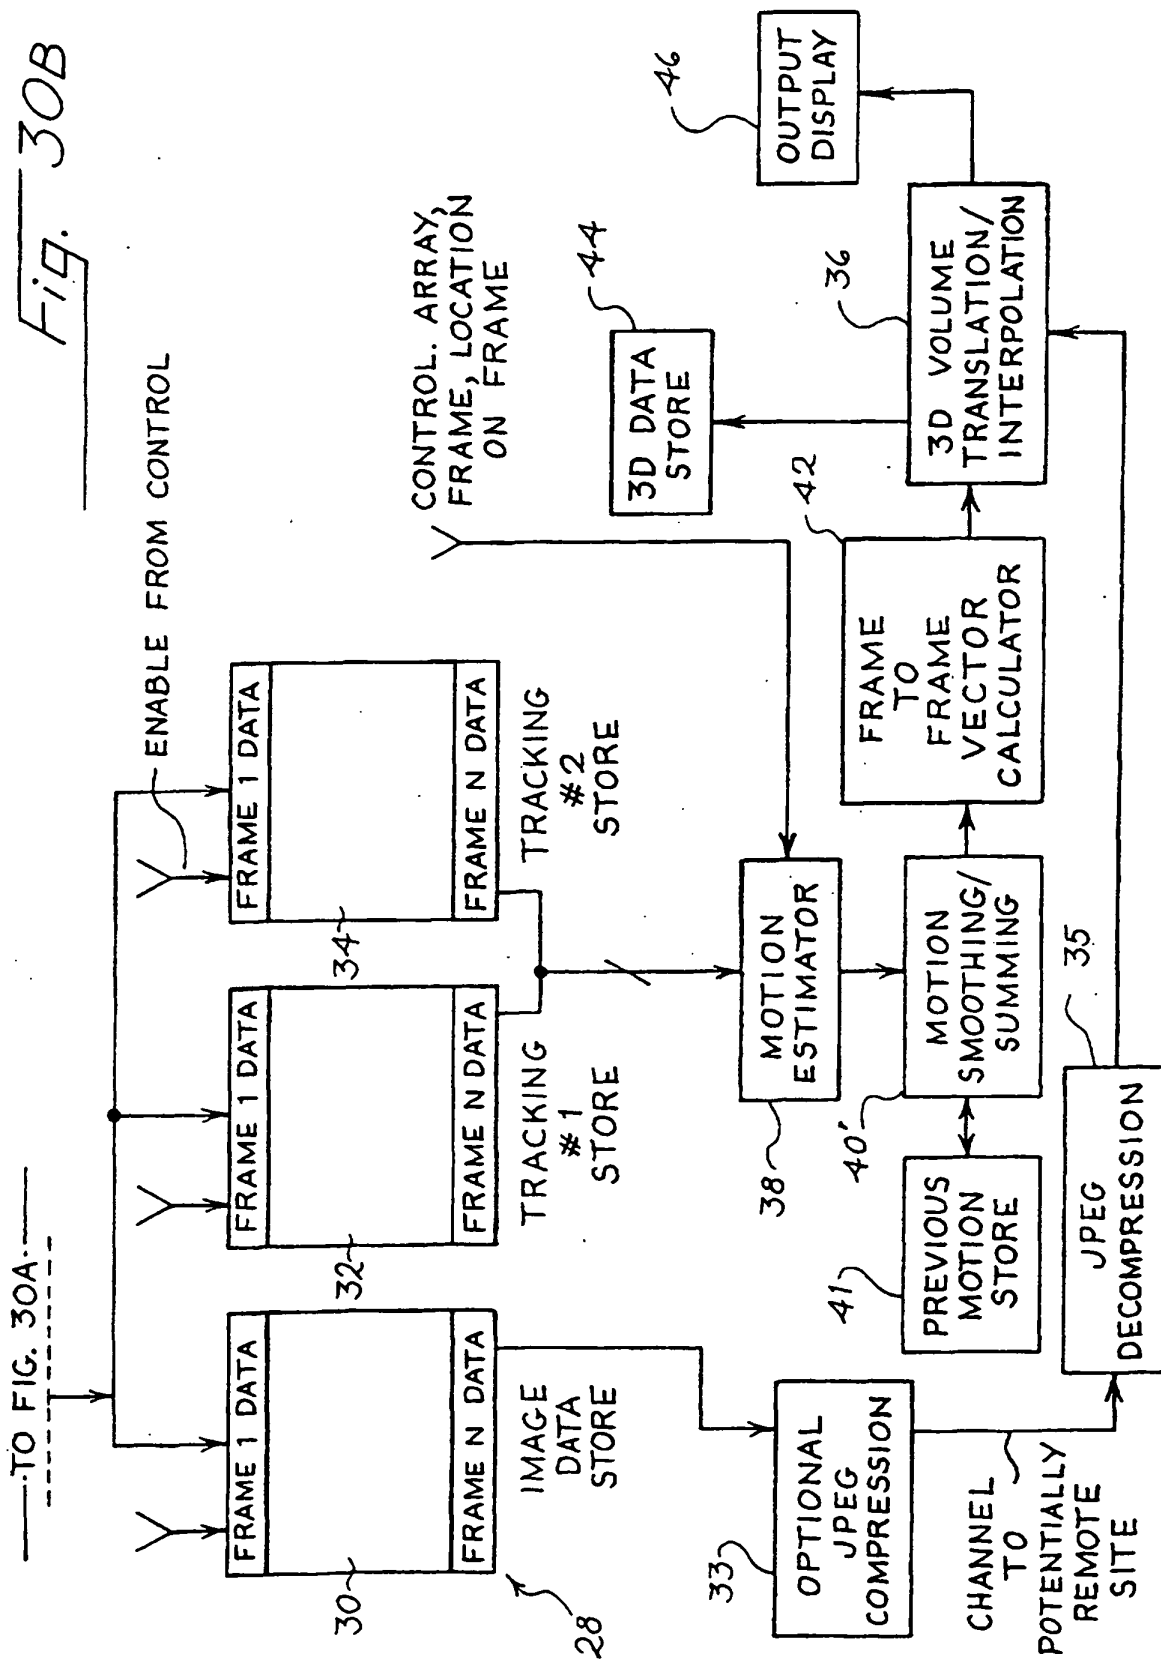 Fig. 30B
TO FIG. 30A
ENABLE FROM CONTROL
FRAME 1 DATA
FRAME N DATA
30
28
IMAGE
DATA
STORE
FRAME 1 DATA
FRAME N DATA
32
TRACKING
#1
STORE
FRAME 1 DATA
FRAME N DATA
34
TRACKING
#2
STORE
CONTROL. ARRAY,
FRAME, LOCATION
ON FRAME
33
OPTIONAL
JPEG
COMPRESSION
CHANNEL
TO
POTENTIALLY
REMOTE
SITE
38
MOTION
ESTIMATOR
41
PREVIOUS
MOTION
STORE
40'
MOTION
SMOOTHING/
SUMMING
42
FRAME
TO
FRAME
VECTOR
CALCULATOR
44
3D DATA
STORE
36
3D VOLUME
TRANSLATION/
INTERPOLATION
46
OUTPUT
DISPLAY
35
JPEG
DECOMPRESSION